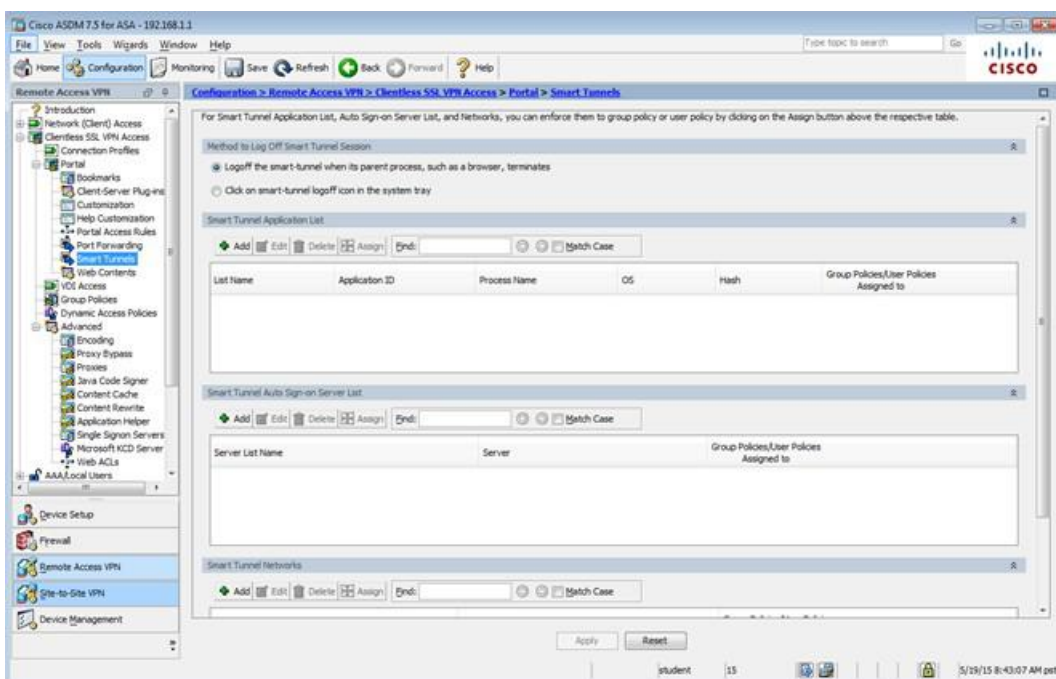 Cisco ASDM 7.5 for ASA - 192.168.1.1
File View Tools Wizards Window Help
Type topic to search Go
Home Configuration Monitoring Save Refresh Back Forward Help
CISCO
Remote Access VPN
Introduction
Network (Client) Access
Clientless SSL VPN Access
Connection Profiles
Portal
Bookmarks
Client-Server Plug-ins
Customization
Help Customization
Portal Access Rules
Port Forwarding
Smart Tunnels
Web Contents
VDI Access
Group Policies
Dynamic Access Policies
Advanced
Encoding
Proxy Bypass
Proxies
Java Code Signer
Content Cache
Content Rewrite
Application Helper
Single Signon Servers
Microsoft KCD Server
Web ACLs
AAA/Local Users
Device Setup
Firewall
Remote Access VPN
Site-to-Site VPN
Device Management
Configuration > Remote Access VPN > Clientless SSL VPN Access > Portal > Smart Tunnels
For Smart Tunnel Application List, Auto Sign-on Server List, and Networks, you can enforce them to group policy or user policy by clicking on the Assign button above the respective table.
Method to Log Off Smart Tunnel Session
Logoff the smart-tunnel when its parent process, such as a browser, terminates
Click on smart-tunnel logoff icon in the system tray
Smart Tunnel Application List
Add Edit Delete Assign Find: Match Case
List Name Application ID Process Name OS Hash Group Policies/User Policies
Assigned to
Smart Tunnel Auto Sign-on Server List
Add Edit Delete Assign Find: Match Case
Server List Name Server Group Policies/User Policies
Assigned to
Smart Tunnel Networks
Add Edit Delete Assign Find: Match Case
Apply Reset
student 15 5/19/15 8:43:07 AM pst